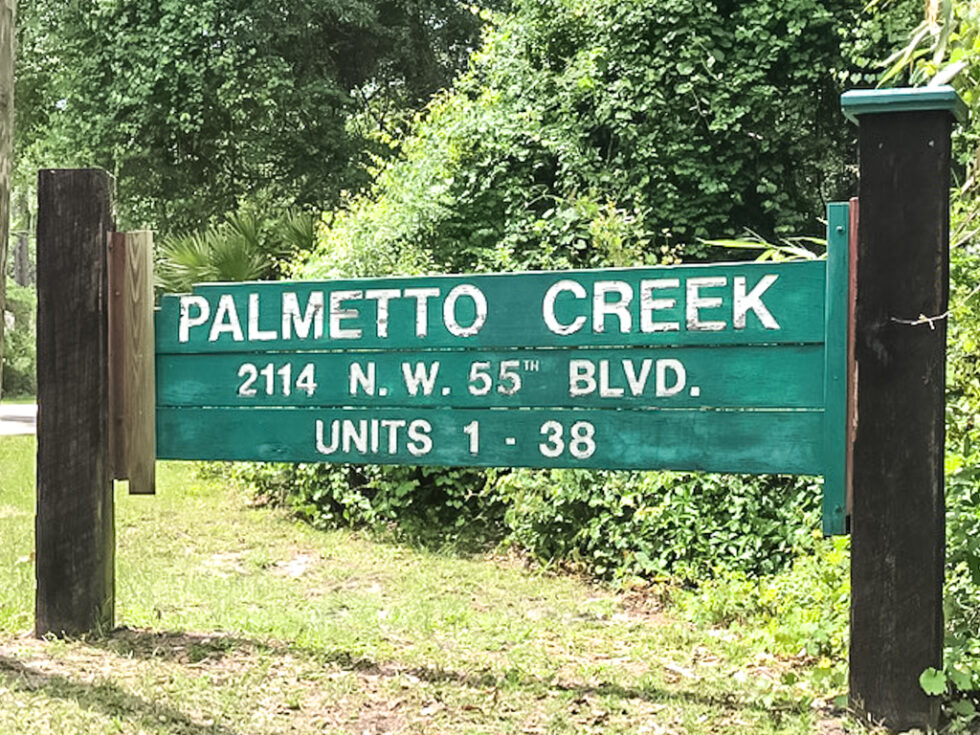 PALMETTO CREEK
2114 N.W. 55TH BLVD.
UNITS 1 - 38